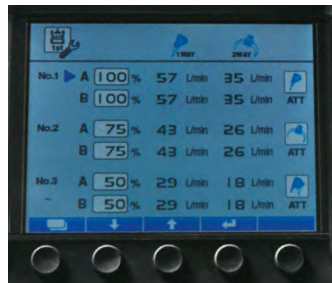 1st 1WAY 2WAY
No.1 A 100 % 57 L/min 35 L/min
B 100 % 57 L/min 35 L/min ATT
No.2 A 75 % 43 L/min 26 L/min
B 75 % 43 L/min 26 L/min ATT
No.3 A 50 % 29 L/min 18 L/min
B 50 % 29 L/min 18 L/min ATT